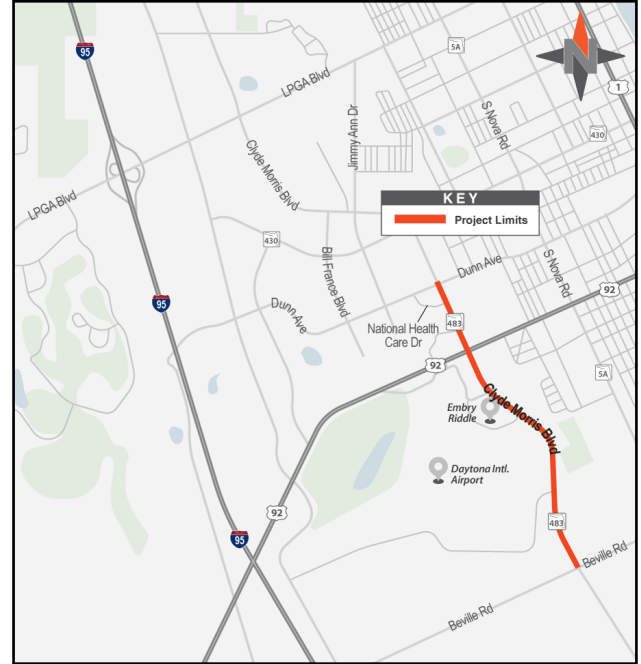 95
5A
1
LPGA Blvd
S Nova Rd
430
Clyde Morris Blvd
Jimmy Ann Dr
KEY
Project Limits
LPGA Blvd
430
Bill France Blvd
Dunn Ave
S Nova Rd
92
95
Dunn Ave
483
National Health
Care Dr
92
5A
Clyde Morris Blvd
Embry
Riddle
Daytona Intl.
Airport
92
483
95
Beville Rd
Beville Rd
N